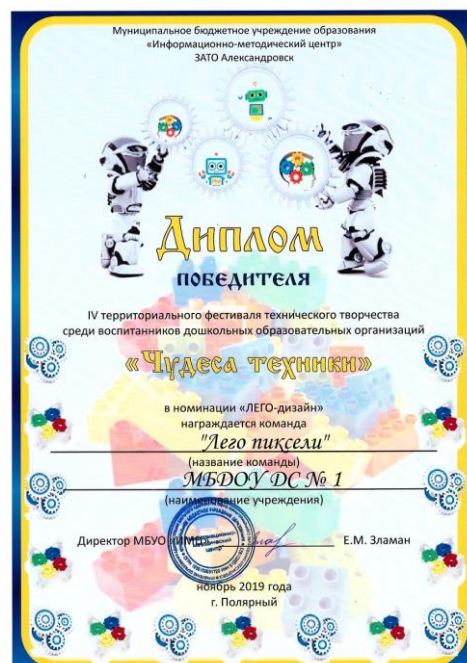 Муниципальное бюджетное учреждение образования
«Информационно-методический центр»
ЗАТО Александровск
Диплом
победителя
IV территориального фестиваля технического творчества
среди воспитанников дошкольных образовательных организаций
«Чудеса техники»
в номинации «ЛЕГО-дизайн»
награждается команда
"Лего пиксели"
(название команды)
МБДОУ ДС № 1
(наименование учреждения)
Директор МБУО «ИМЦ» Е.М. Зламан
ноябрь 2019 года
г. Полярный